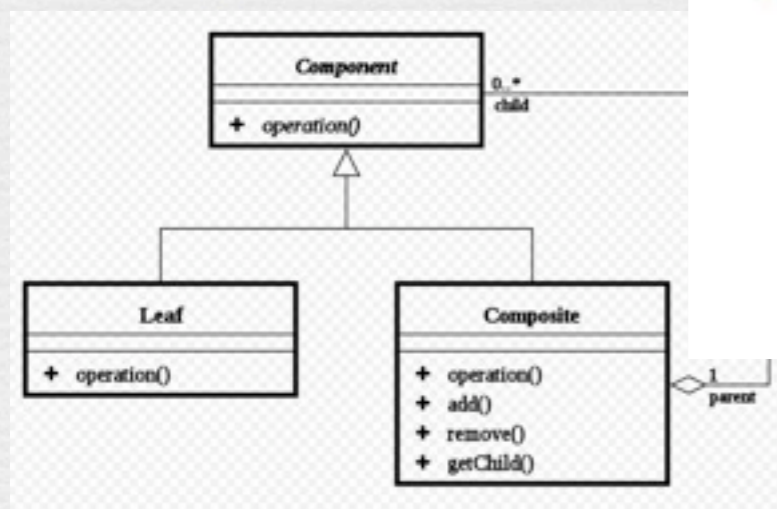 Component
0..*
child
+ operation()
Leaf
+ operation()
Composite
+ operation()
+ add()
+ remove()
+ getChild()
1
parent